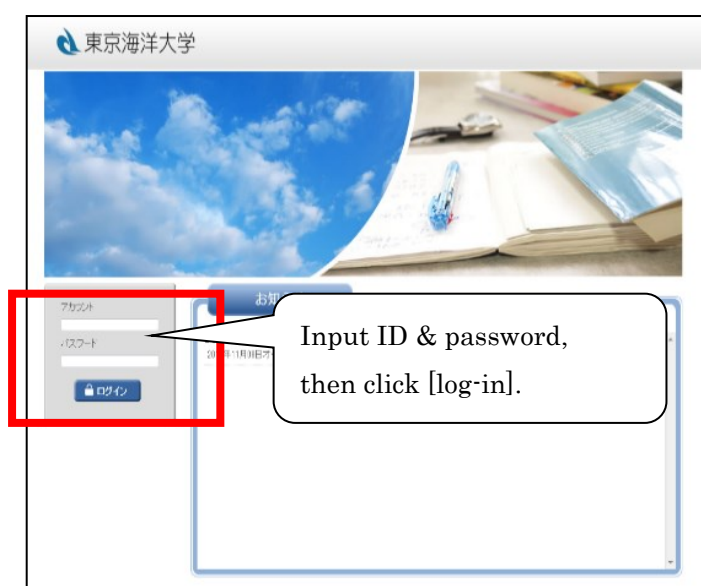 東京海洋大学
お知
アカウント
パスワード
ログイン
Input ID & password,
then click [log-in].